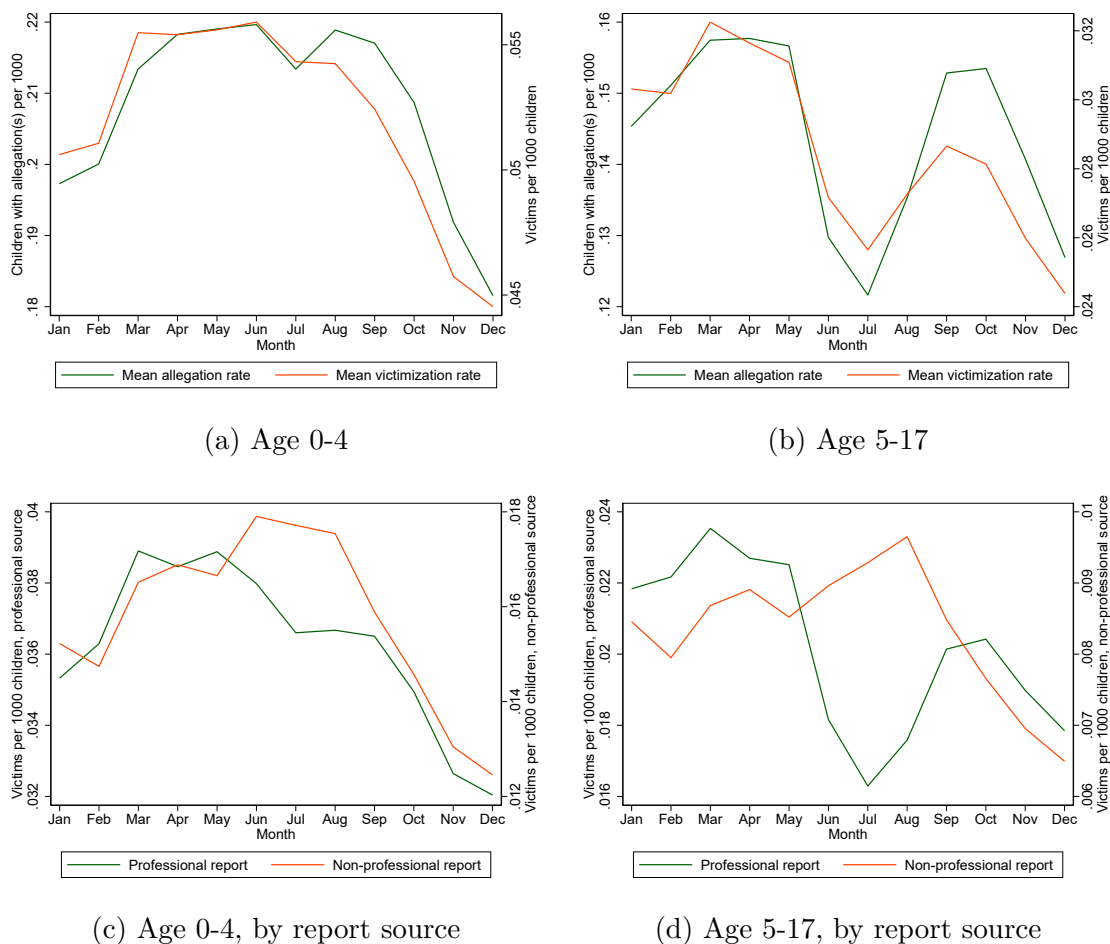 Children with allegation(s) per 1000
.18 .19 .2 .21 .22
.045 .05 .055
Victims per 1000 children
Jan Feb Mar Apr May Jun Jul Aug Sep Oct Nov Dec
Month
Mean allegation rate Mean victimization rate
(a) Age 0-4
Children with allegation(s) per 1000
.12 .13 .14 .15 .16
.024 .026 .028 .03 .032
Victims per 1000 children
Jan Feb Mar Apr May Jun Jul Aug Sep Oct Nov Dec
Month
Mean allegation rate Mean victimization rate
(b) Age 5-17
Victims per 1000 children, professional source
.032 .034 .036 .038 .04
.012 .014 .016 .018
Victims per 1000 children, non-professional source
Jan Feb Mar Apr May Jun Jul Aug Sep Oct Nov Dec
Month
Professional report Non-professional report
(c) Age 0-4, by report source
Victims per 1000 children, professional source
.016 .018 .02 .022 .024
.006 .007 .008 .009 .01
Victims per 1000 children, non-professional source
Jan Feb Mar Apr May Jun Jul Aug Sep Oct Nov Dec
Month
Professional report Non-professional report
(d) Age 5-17, by report source